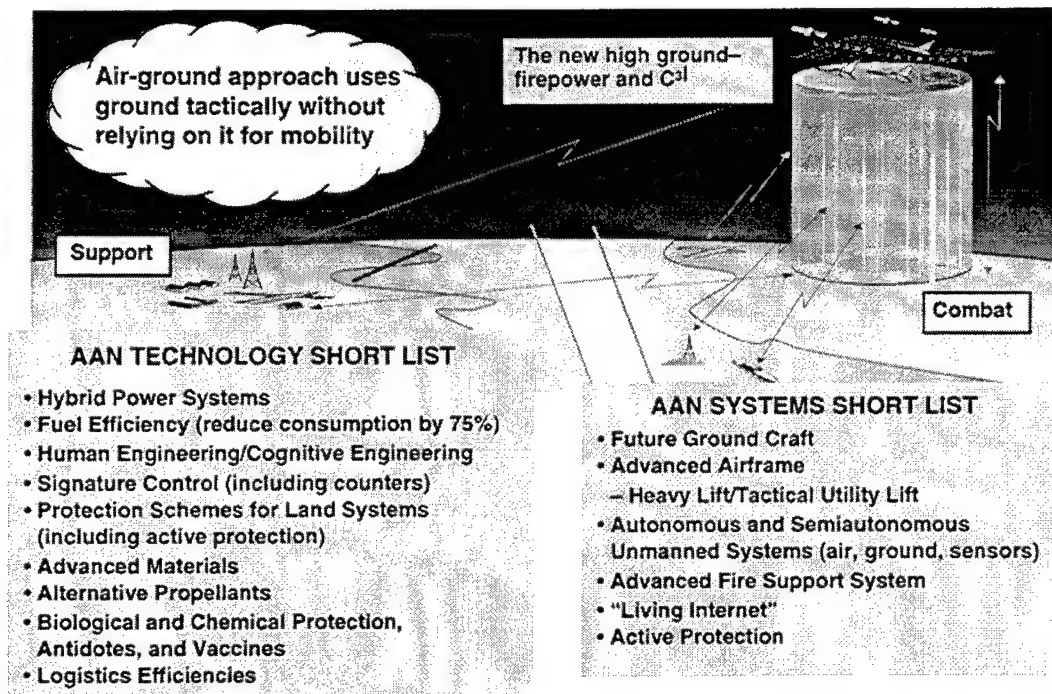 Air-ground approach uses
ground tactically without
relying on it for mobility
The new high ground–
firepower and C3I
Support
Combat
AAN TECHNOLOGY SHORT LIST
• Hybrid Power Systems
• Fuel Efficiency (reduce consumption by 75%)
• Human Engineering/Cognitive Engineering
• Signature Control (including counters)
• Protection Schemes for Land Systems
(including active protection)
• Advanced Materials
• Alternative Propellants
• Biological and Chemical Protection,
Antidotes, and Vaccines
• Logistics Efficiencies
AAN SYSTEMS SHORT LIST
• Future Ground Craft
• Advanced Airframe
– Heavy Lift/Tactical Utility Lift
• Autonomous and Semiautonomous
Unmanned Systems (air, ground, sensors)
• Advanced Fire Support System
• "Living Internet"
• Active Protection